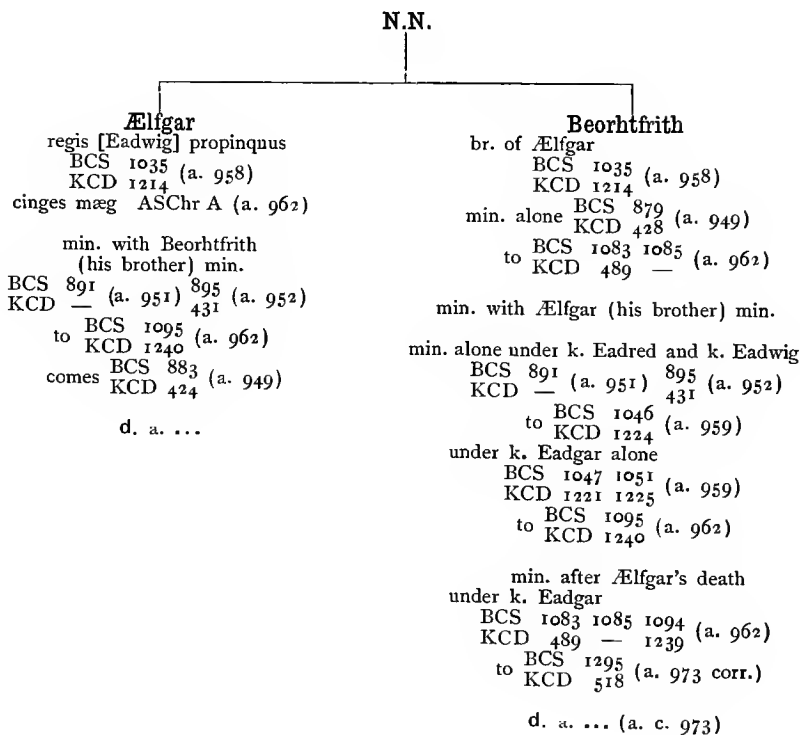 N.N.
Ælfgar
regis [Eadwig] propinquus
BCS 1035
KCD 1214 (a. 958)
cinges mæg ASChr A (a. 962)
min. with Beorhtfrith
(his brother) min.
BCS 891 (a. 951) 895 (a. 952)
KCD — 431
to BCS 1095 (a. 962)
KCD 1240
comes BCS 883 (a. 949)
KCD 424
d. a. ...
Beorhtfrith
br. of Ælfgar
BCS 1035 (a. 958)
KCD 1214
min. alone BCS 879 (a. 949)
KCD 428
to BCS 1083 1085 (a. 962)
KCD 489 —
min. with Ælfgar (his brother) min.
min. alone under k. Eadred and k. Eadwig
BCS 891 (a. 951) 895 (a. 952)
KCD — 431
to BCS 1046 (a. 959)
KCD 1224
under k. Eadgar alone
BCS 1047 1051 (a. 959)
KCD 1221 1225
to BCS 1095 (a. 962)
KCD 1240
min. after Ælfgar's death
under k. Eadgar
BCS 1083 1085 1094 (a. 962)
KCD 489 — 1239
to BCS 1295 (a. 973 corr.)
KCD 518
d. a. ... (a. c. 973)